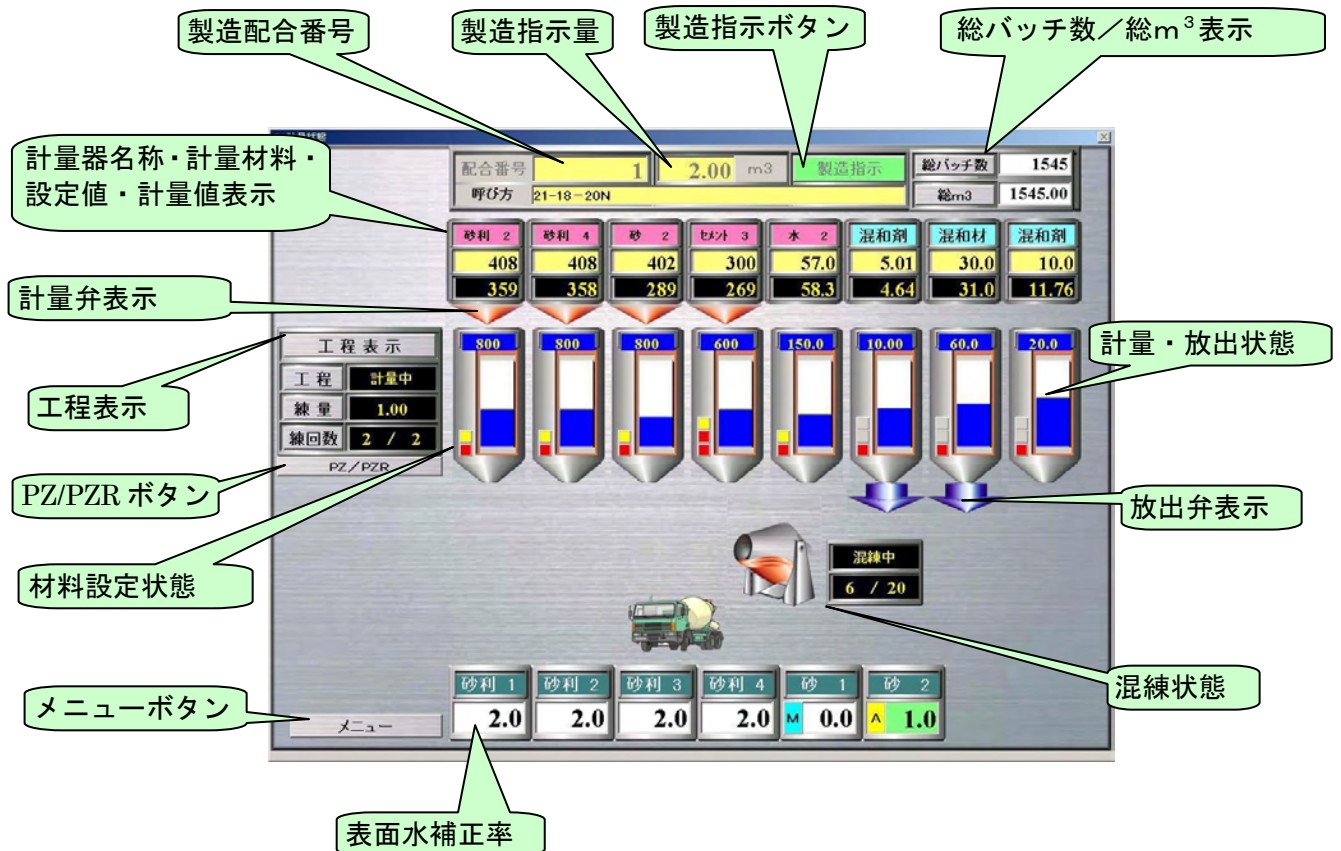 製造配合番号
製造指示量
製造指示ボタン
総バッチ数／総ｍ³表示
計量器名称・計量材料・
設定値・計量値表示
配合番号 1 2.00 m3 製造指示 総バッチ数 1545
呼び方 21-18-20N 総m3 1545.00
砂利 2 砂利 4 砂 2 ｾﾒﾝﾄ 3 水 2 混和剤 混和材 混和剤
408 408 402 300 57.0 5.01 30.0 10.0
359 358 289 269 58.3 4.64 31.0 11.76
計量弁表示
800 800 800 600 150.0 10.00 60.0 20.0
計量・放出状態
工程表示
工程 計量中
練量 1.00
練回数 2 / 2
PZ/PZR
工程表示
PZ/PZR ボタン
放出弁表示
材料設定状態
混練中
6 / 20
混練状態
砂利 1 砂利 2 砂利 3 砂利 4 砂 1 砂 2
2.0 2.0 2.0 2.0 M 0.0 A 1.0
メニューボタン
メニュー
表面水補正率